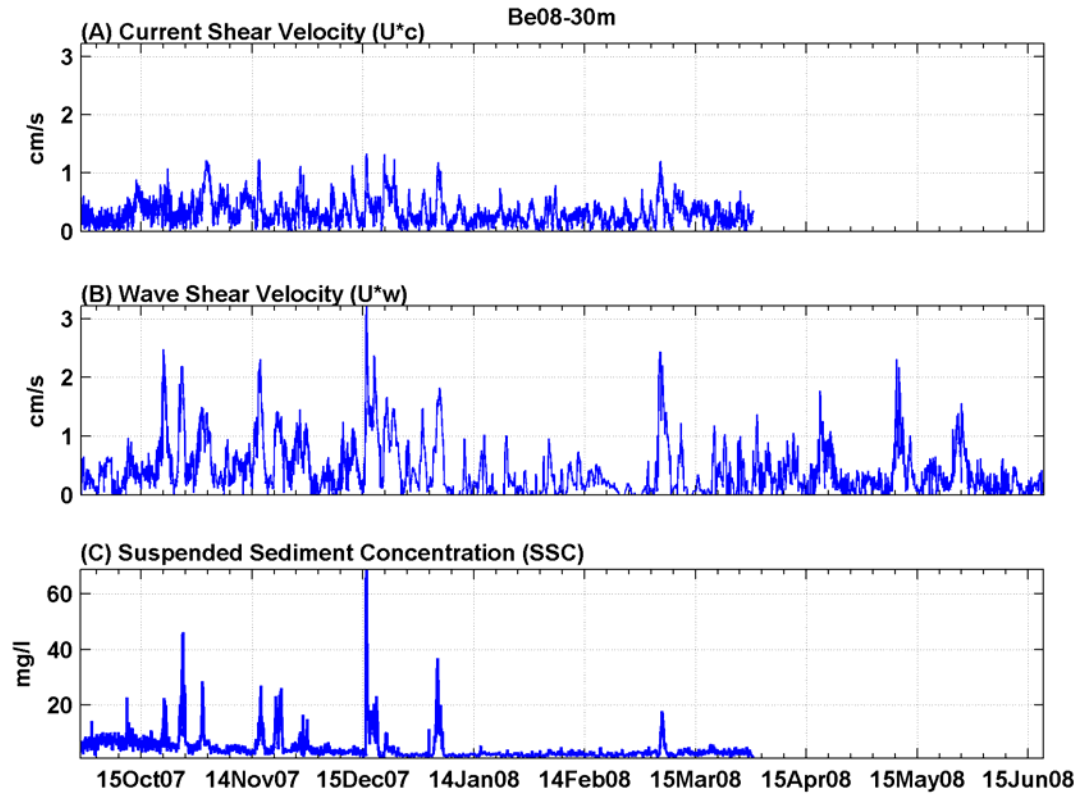 Be08-30m
(A) Current Shear Velocity (U*c)
3
2
1
0
cm/s
(B) Wave Shear Velocity (U*w)
3
2
1
0
cm/s
(C) Suspended Sediment Concentration (SSC)
60
40
20
mg/l
15Oct07 14Nov07 15Dec07 14Jan08 14Feb08 15Mar08 15Apr08 15May08 15Jun08